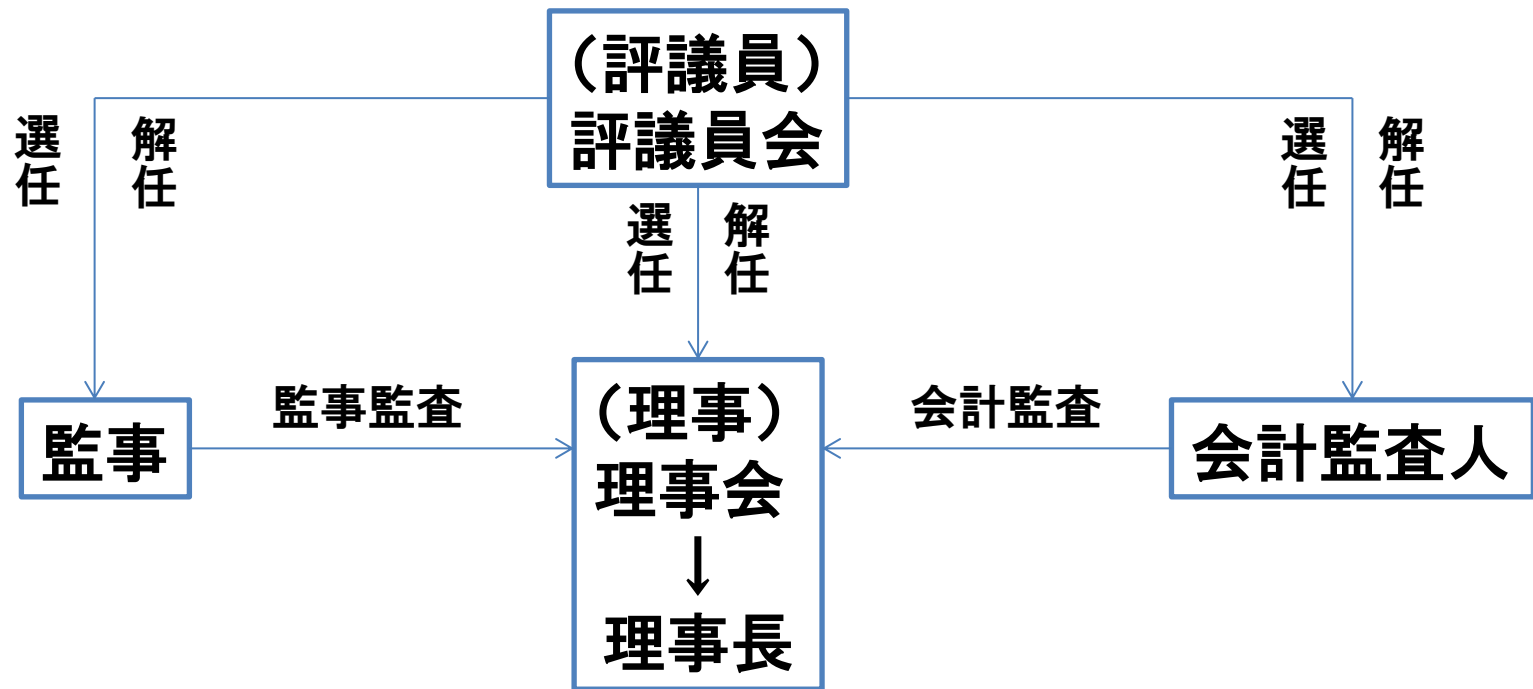 （評議員）
評議員会
選任
解任
選任
解任
選任
解任
監事
監事監査
（理事）
理事会
↓
理事長
会計監査
会計監査人